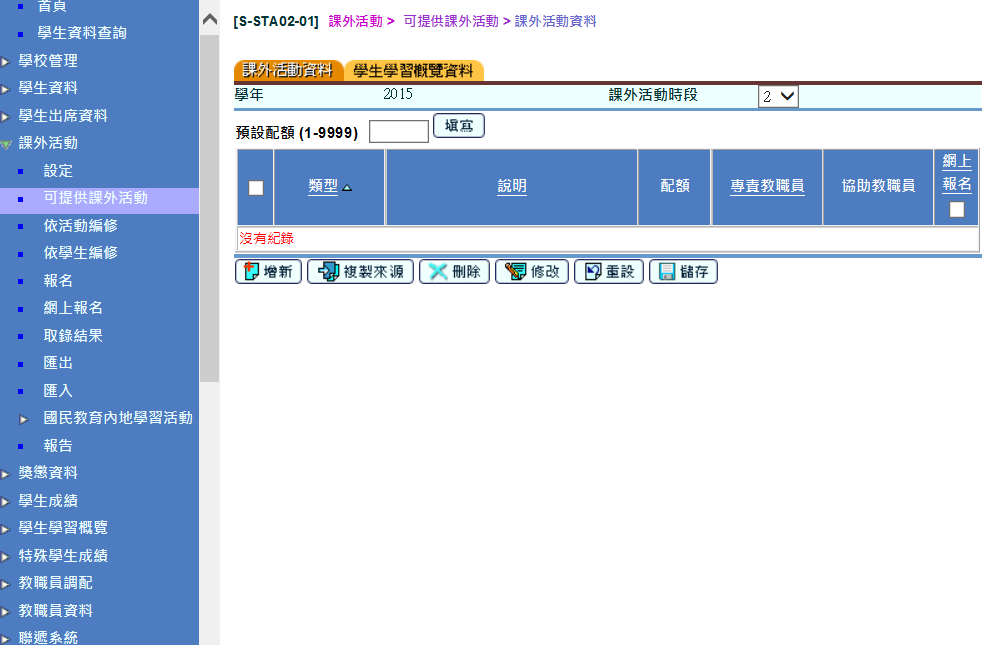 首頁
學生資料查詢
學校管理
學生資料
學生出席資料
課外活動
設定
可提供課外活動
依活動編修
依學生編修
報名
網上報名
取錄結果
匯出
匯入
國民教育內地學習活動
報告
獎懲資料
學生成績
學生學習概覽
特殊學生成績
教職員調配
教職員資料
聯遞系統
[S-STA02-01] 課外活動 > 可提供課外活動 > 課外活動資料
課外活動資料 學生學習概覽資料
學年 2015 課外活動時段 2
預設配額 (1-9999) 填寫
類型 說明 配額 專責教職員 協助教職員 網上報名
沒有紀錄
增新 複製來源 刪除 修改 重設 儲存